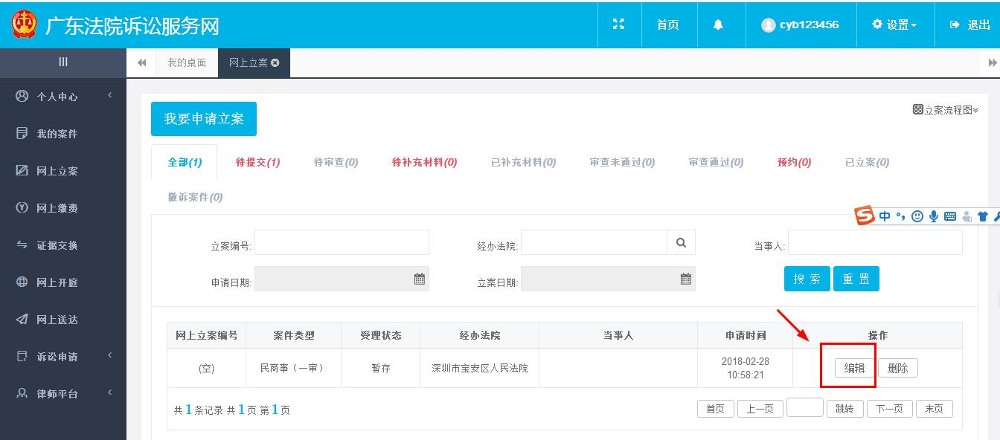 广东法院诉讼服务网
首页
cyb123456
设置
退出
我的桌面
网上立案
个人中心
我的案件
网上立案
网上缴费
证据交换
网上开庭
网上送达
诉讼申请
律师平台
我要申请立案
立案流程图
全部(1) 待提交(1) 待审查(0) 待补充材料(0) 已补充材料(0) 审查未通过(0) 审查通过(0) 预约(0) 已立案(0)
撤诉案件(0)
中
立案编号: 经办法院: 当事人:
申请日期: 立案日期: 搜 索 重 置
网上立案编号 案件类型 受理状态 经办法院 当事人 申请时间 操作
(空) 民商事（一审） 暂存 深圳市宝安区人民法院 2018-02-28 10:58:21 编辑 删除
共1条记录 共1页 第1页 首页 上一页 跳转 下一页 末页